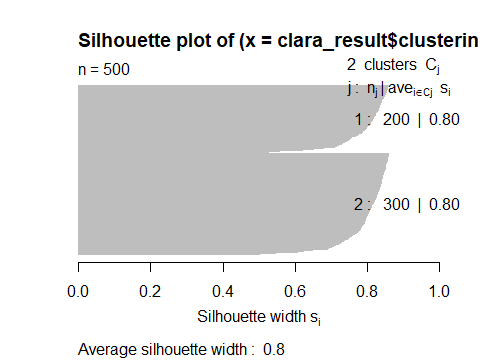 Silhouette plot of (x = clara_result$clusterin
n = 500
2 clusters Cj
j : nj | avei∈Cj si
1 : 200 | 0.80
2 : 300 | 0.80
0.0 0.2 0.4 0.6 0.8 1.0
Silhouette width si
Average silhouette width : 0.8